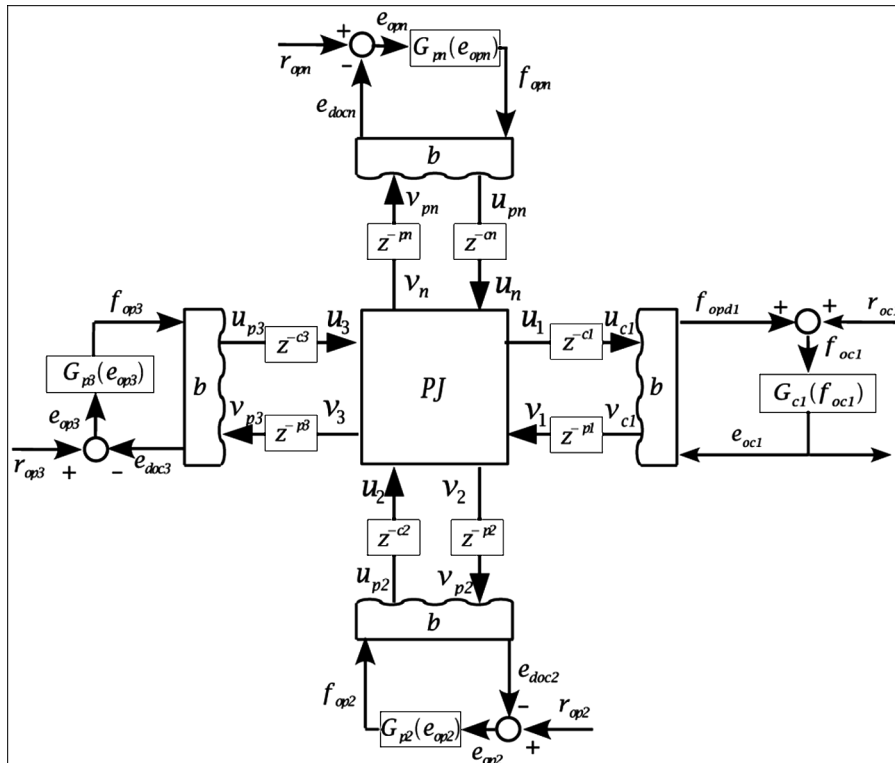 e_opn
r_opn
+
-
G_pn(e_opn)
f_opn
e_docn
b
v_pn
u_pn
z^-pn
z^-cn
v_n
u_n
f_op3
u_p3
u_3
z^-c3
G_p3(e_op3)
b
PJ
v_p3
v_3
z^-p3
e_op3
r_op3
+
-
e_doc3
u_1
u_c1
z^-c1
f_opd1
+
+
r_oc1
f_oc1
b
G_c1(f_oc1)
v_1
v_c1
z^-p1
e_oc1
u_2
v_2
z^-c2
z^-p2
u_p2
v_p2
b
e_doc2
f_op2
-
r_op2
G_p2(e_op2)
e_op2
+